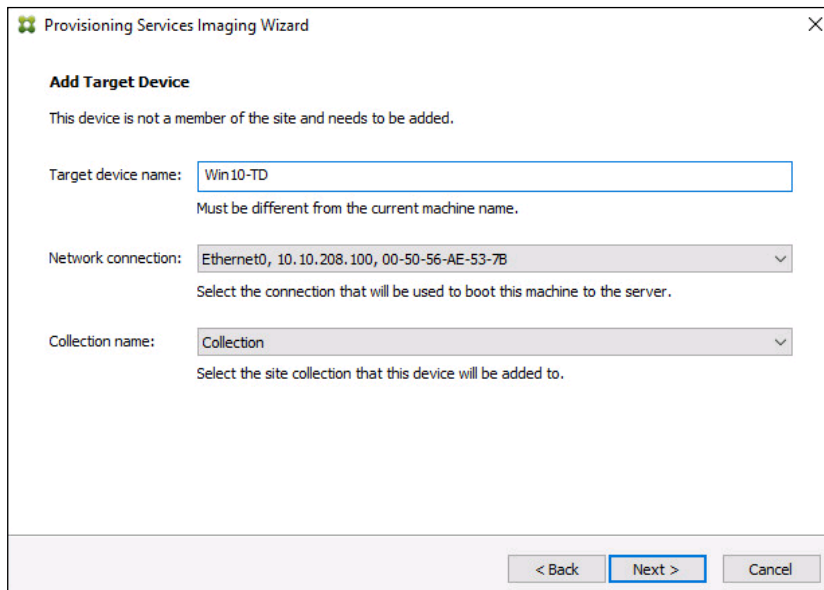 Provisioning Services Imaging Wizard
Add Target Device
This device is not a member of the site and needs to be added.
Target device name: Win10-TD
Must be different from the current machine name.
Network connection: Ethernet0, 10.10.208.100, 00-50-56-AE-53-7B
Select the connection that will be used to boot this machine to the server.
Collection name: Collection
Select the site collection that this device will be added to.
< Back Next > Cancel